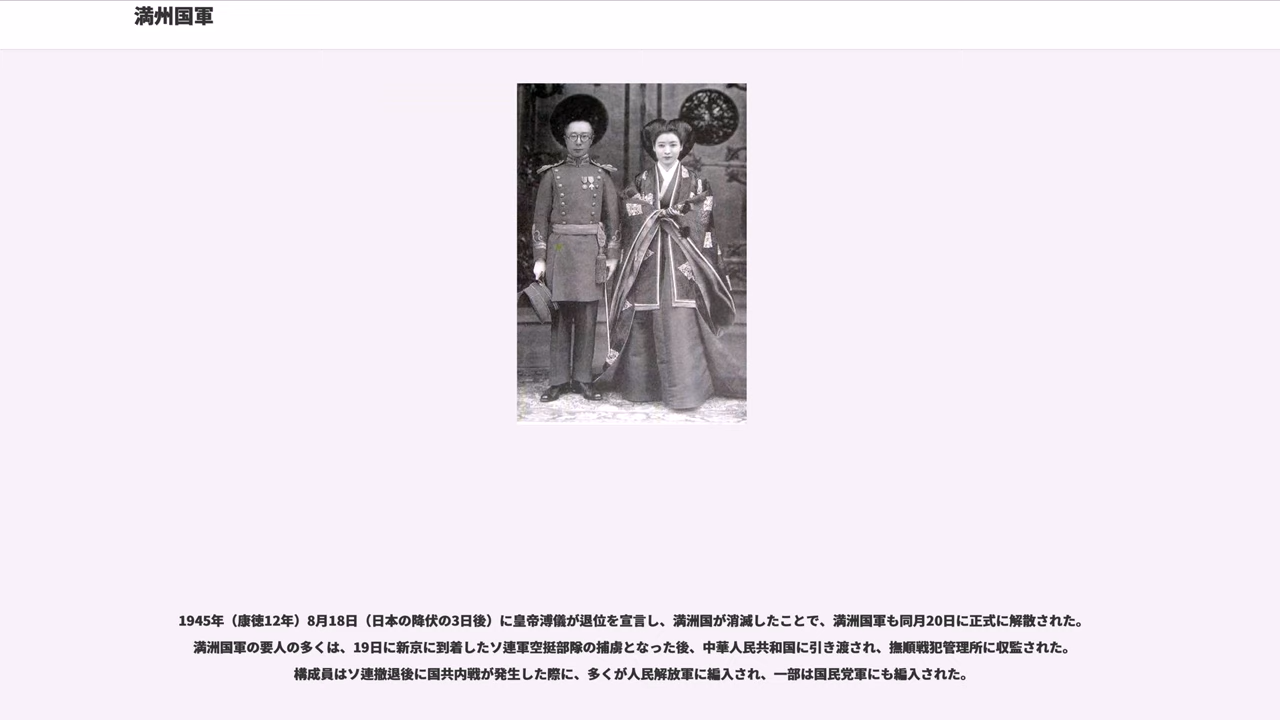 満州国軍
1945年（康徳12年）8月18日（日本の降伏の3日後）に皇帝溥儀が退位を宣言し、満洲国が消滅したことで、満洲国軍も同月20日に正式に解散された。
満洲国軍の要人の多くは、19日に新京に到着したソ連軍空挺部隊の捕虜となった後、中華人民共和国に引き渡され、撫順戦犯管理所に収監された。
構成員はソ連撤退後に国共内戦が発生した際に、多くが人民解放軍に編入され、一部は国民党軍にも編入された。